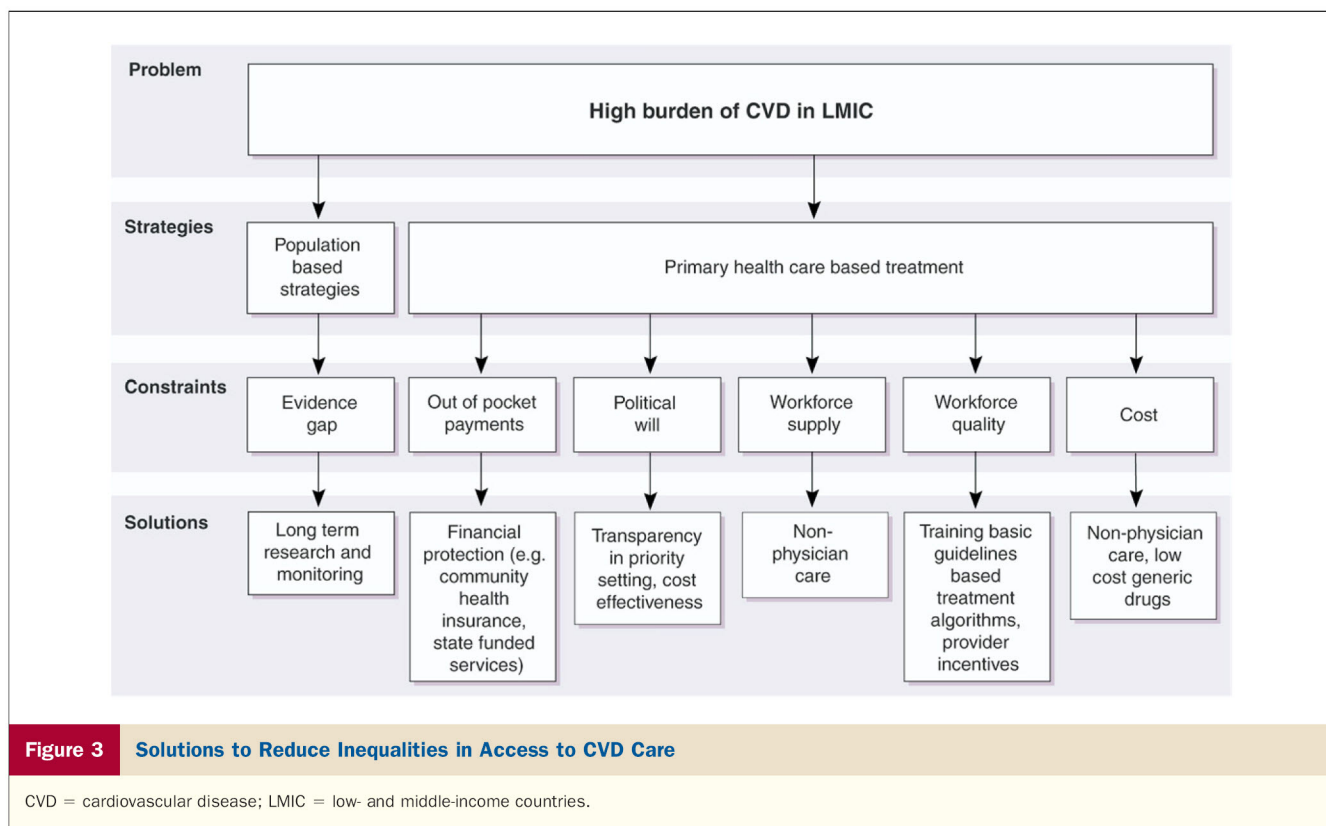 Problem
High burden of CVD in LMIC
Strategies
Population
based
strategies
Primary health care based treatment
Constraints
Evidence
gap
Out of pocket
payments
Political
will
Workforce
supply
Workforce
quality
Cost
Solutions
Long term
research and
monitoring
Financial
protection (e.g.
community
health
insurance,
state funded
services)
Transparency
in priority
setting, cost
effectiveness
Non-
physician
care
Training basic
guidelines
based
treatment
algorithms,
provider
incentives
Non-physician
care, low
cost generic
drugs
Figure 3
Solutions to Reduce Inequalities in Access to CVD Care
CVD = cardiovascular disease; LMIC = low- and middle-income countries.